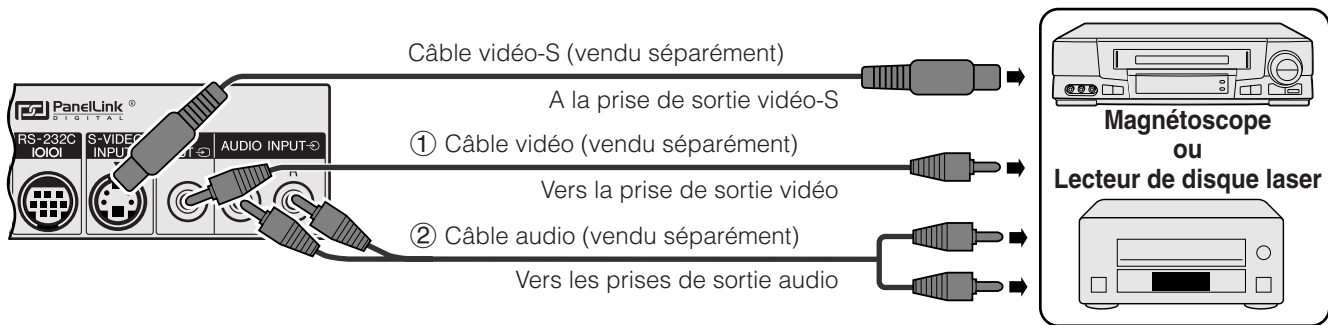 Câble vidéo-S (vendu séparément)
A la prise de sortie vidéo-S
PanelLink ®
DIGITAL
RS-232C
IOIOI
S-VIDEO
INPUT
AUDIO INPUT
R
① Câble vidéo (vendu séparément)
Vers la prise de sortie vidéo
② Câble audio (vendu séparément)
Vers les prises de sortie audio
Magnétoscope
ou
Lecteur de disque laser